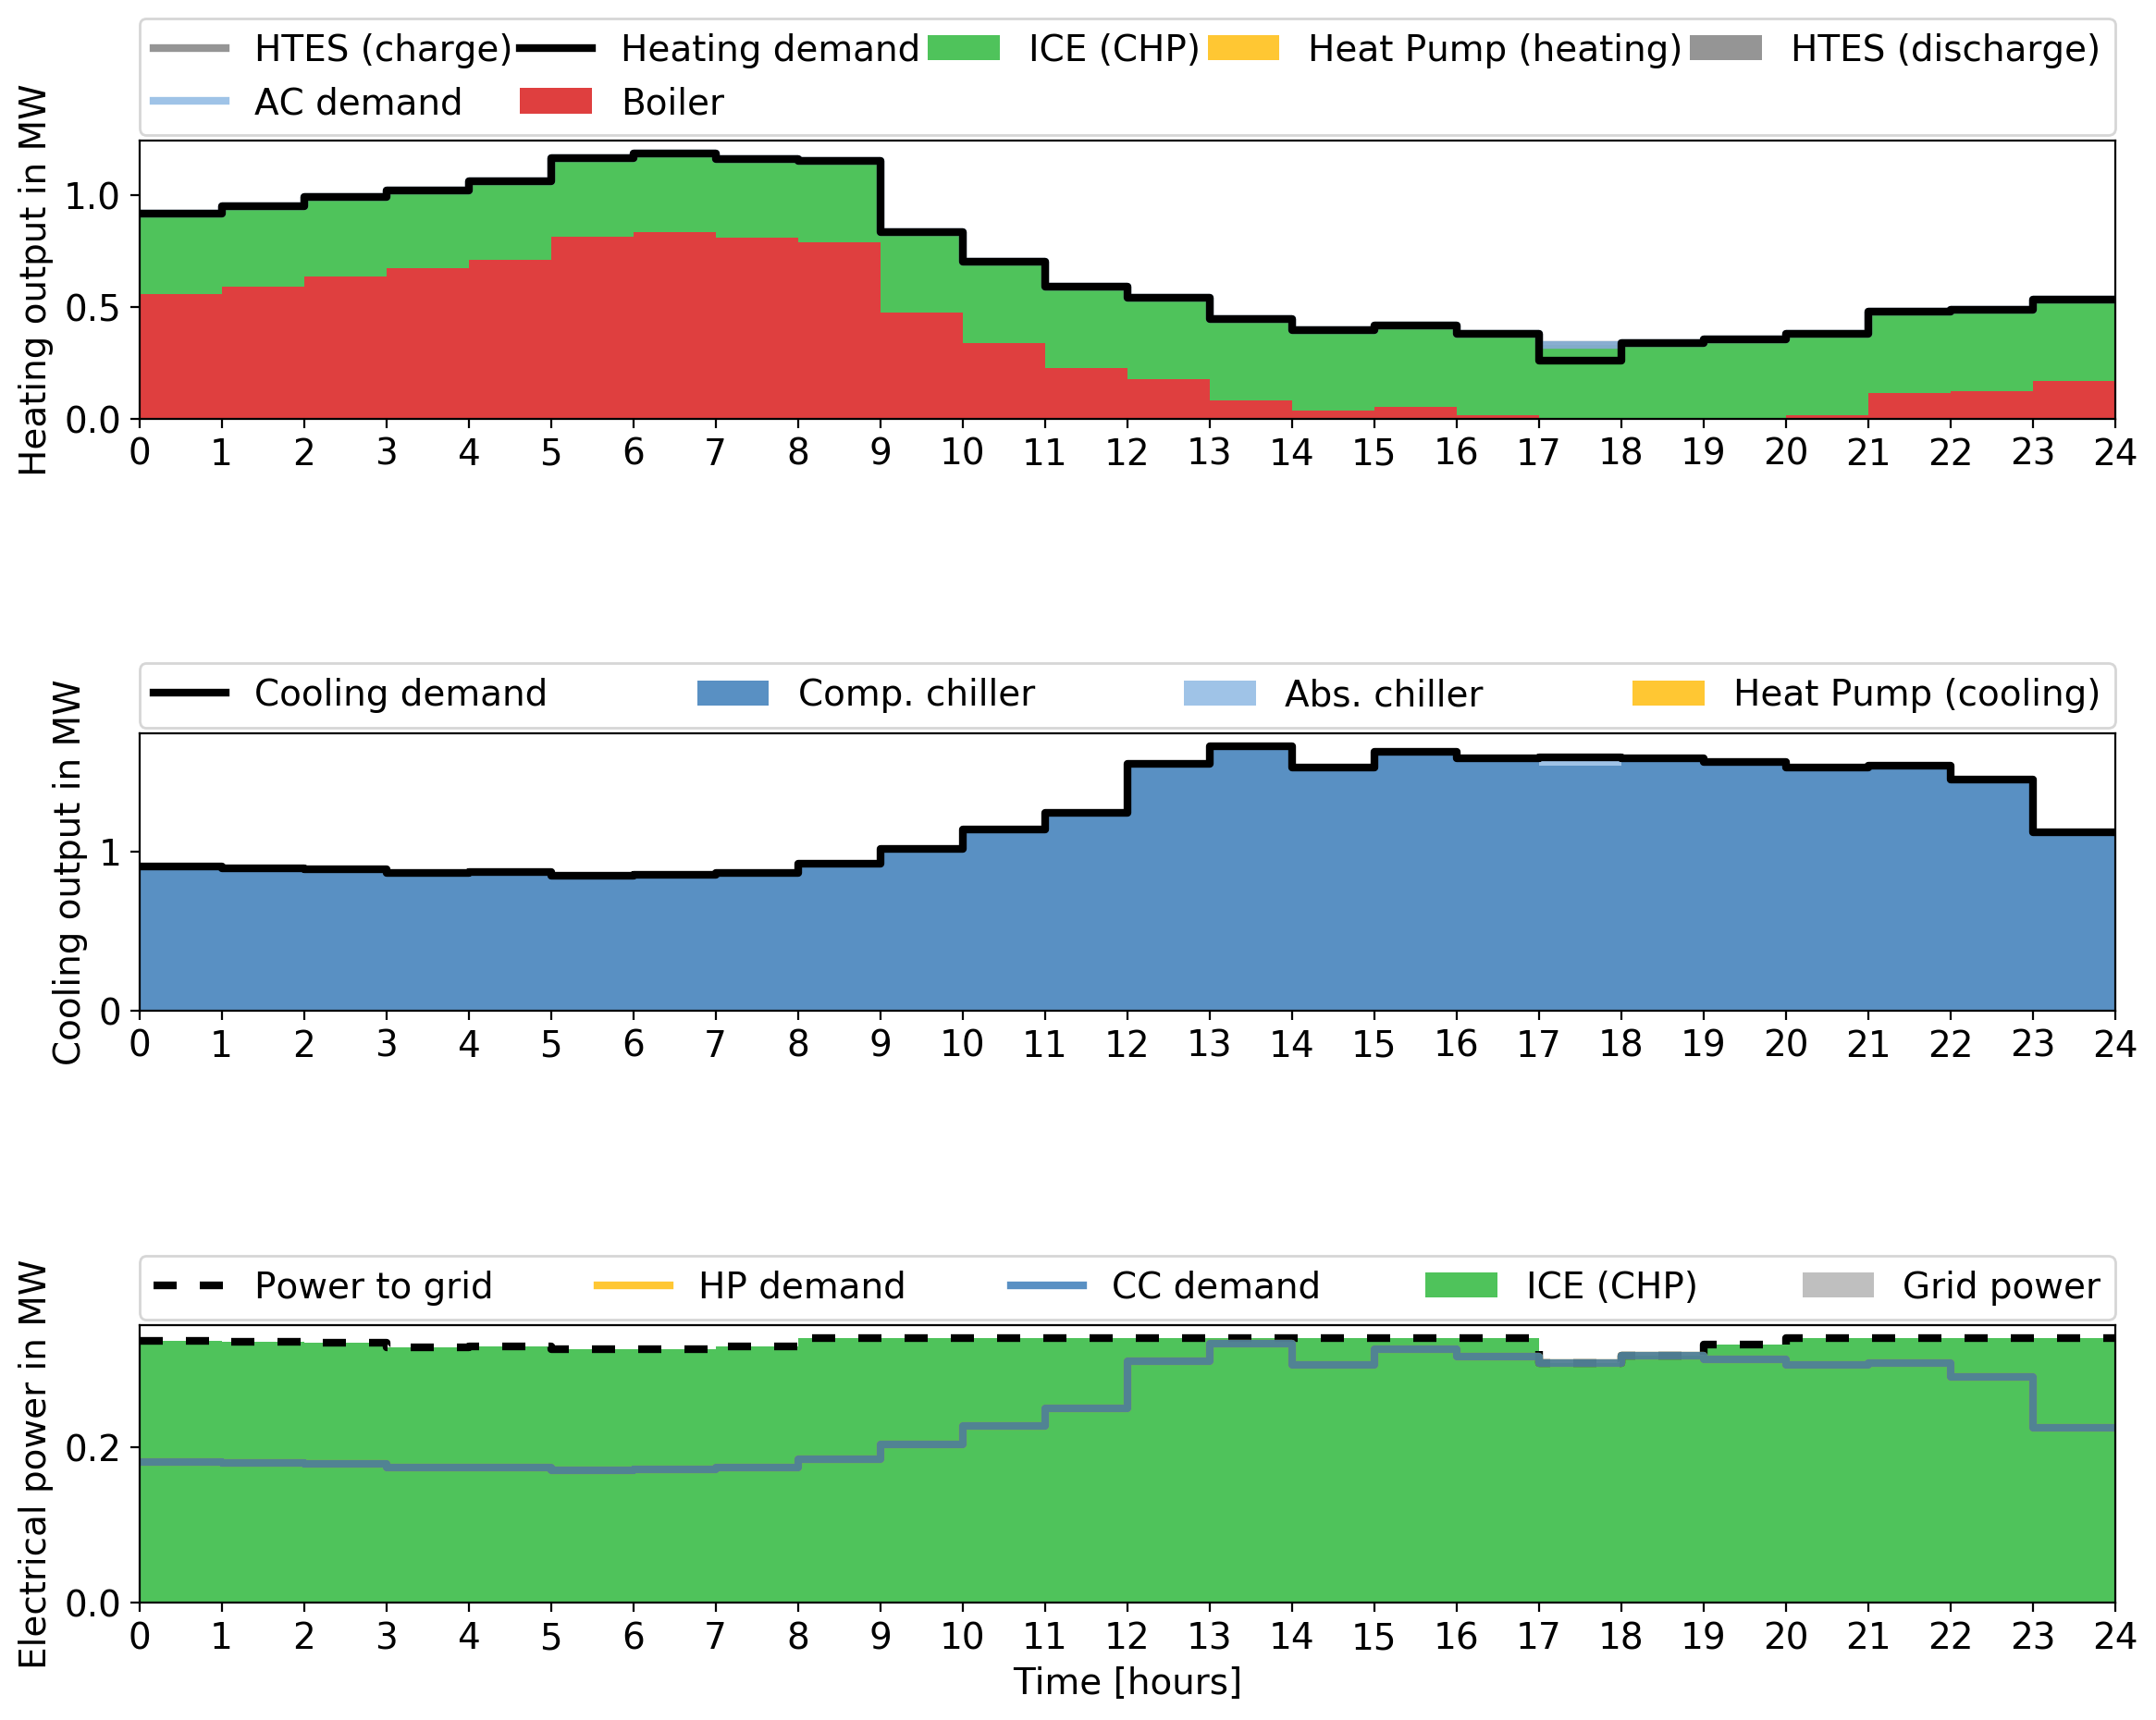 HTES (charge) Heating demand ICE (CHP) Heat Pump (heating) HTES (discharge)
AC demand Boiler
Heating output in MW
1.0
0.5
0.0
0 1 2 3 4 5 6 7 8 9 10 11 12 13 14 15 16 17 18 19 20 21 22 23 24
Cooling demand Comp. chiller Abs. chiller Heat Pump (cooling)
Cooling output in MW
1
0
0 1 2 3 4 5 6 7 8 9 10 11 12 13 14 15 16 17 18 19 20 21 22 23 24
Power to grid HP demand CC demand ICE (CHP) Grid power
Electrical power in MW
0.2
0.0
0 1 2 3 4 5 6 7 8 9 10 11 12 13 14 15 16 17 18 19 20 21 22 23 24
Time [hours]